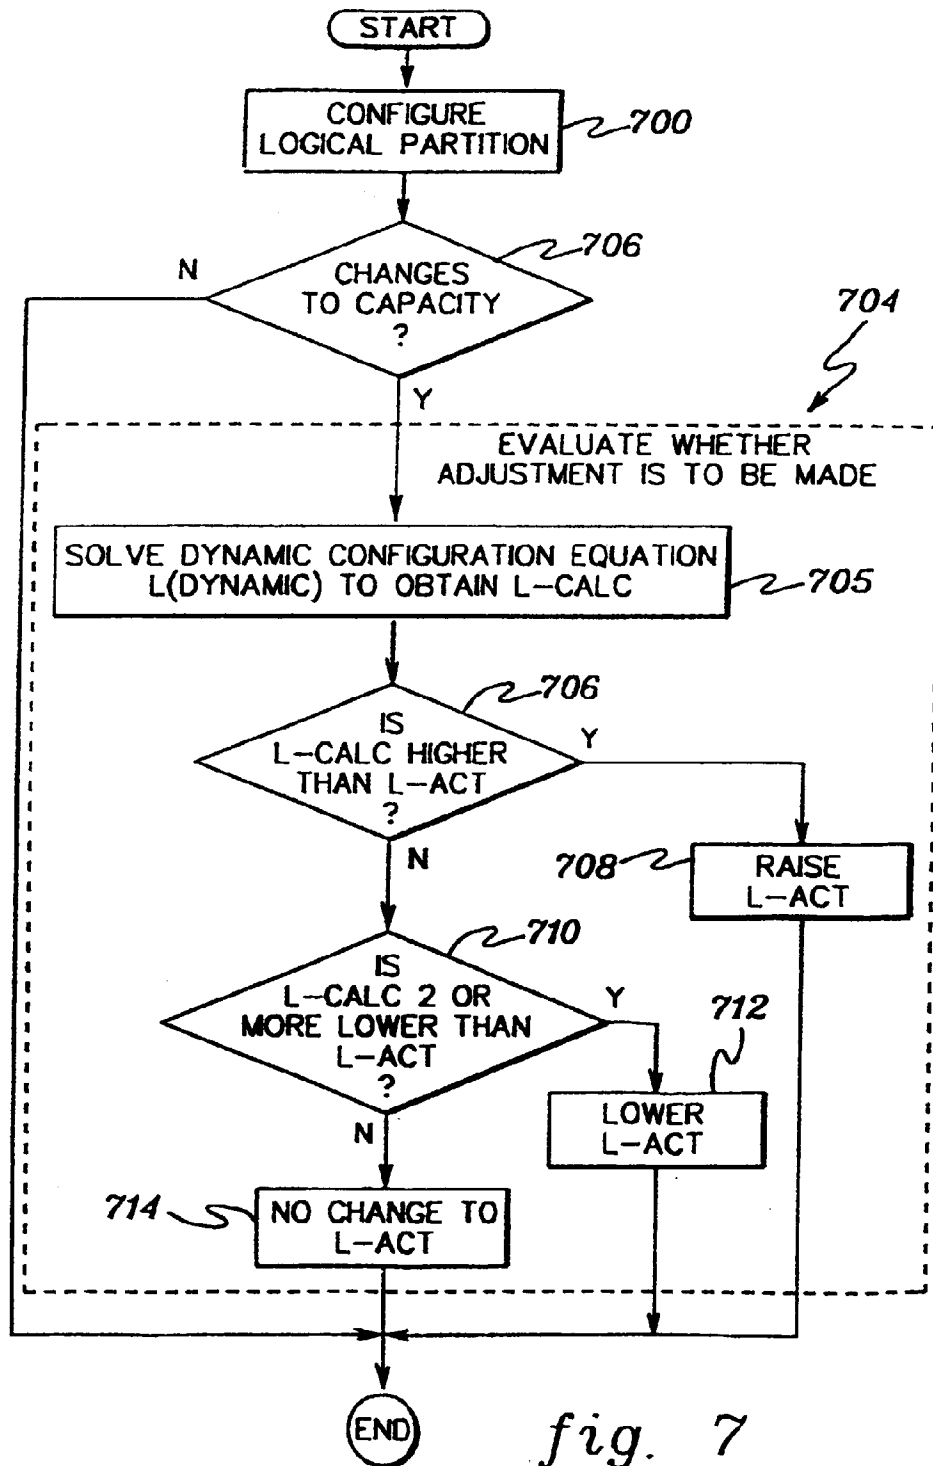 START
CONFIGURE
LOGICAL PARTITION
700
706
N
CHANGES
TO CAPACITY
?
704
Y
EVALUATE WHETHER
ADJUSTMENT IS TO BE MADE
SOLVE DYNAMIC CONFIGURATION EQUATION
L(DYNAMIC) TO OBTAIN L-CALC
705
706
IS
L-CALC HIGHER
THAN L-ACT
?
Y
N
708
RAISE
L-ACT
710
IS
L-CALC 2 OR
MORE LOWER THAN
L-ACT
?
Y
712
N
LOWER
L-ACT
714
NO CHANGE TO
L-ACT
END
fig. 7